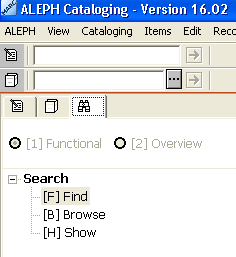 ALEPH Cataloging - Version 16.02
ALEPH View Cataloging Items Edit Reco
[1] Functional [2] Overview
Search
[F] Find
[B] Browse
[H] Show